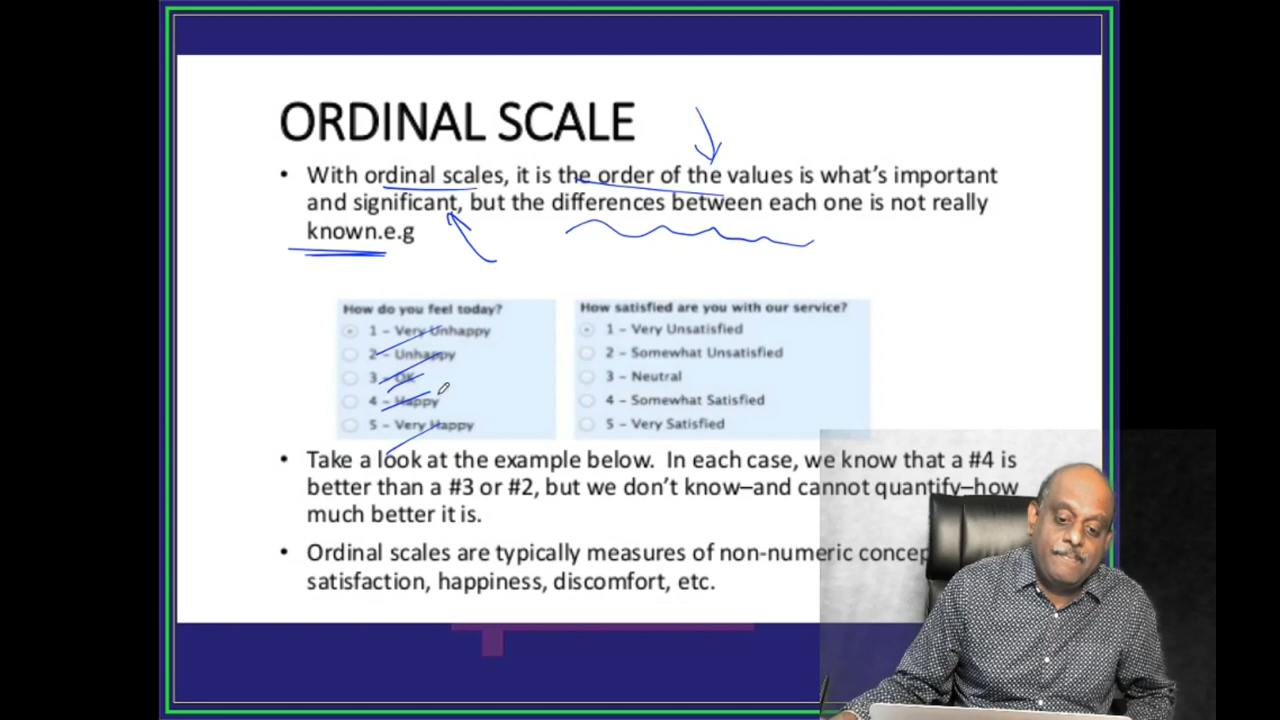 ORDINAL SCALE
• With ordinal scales, it is the order of the values is what's important
and significant, but the differences between each one is not really
known.e.g
How do you feel today?
1 – Very Unhappy
2 – Unhappy
3 – OK
4 – Happy
5 – Very Happy
How satisfied are you with our service?
1 – Very Unsatisfied
2 – Somewhat Unsatisfied
3 – Neutral
4 – Somewhat Satisfied
5 – Very Satisfied
• Take a look at the example below. In each case, we know that a #4 is
better than a #3 or #2, but we don't know–and cannot quantify–how
much better it is.
• Ordinal scales are typically measures of non-numeric
satisfaction, happiness, discomfort, etc.